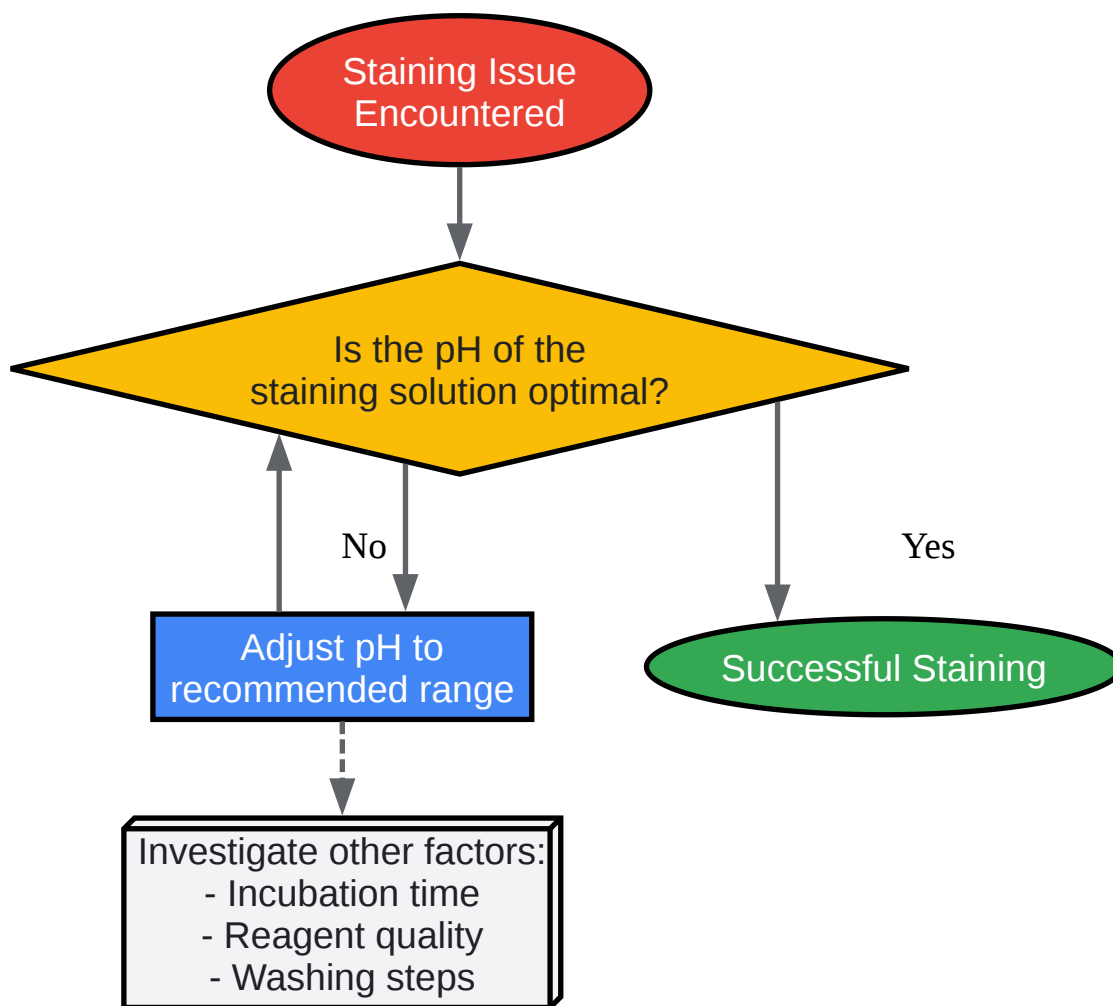 Staining Issue
Encountered
Is the pH of the
staining solution optimal?
No
Yes
Adjust pH to
recommended range
Successful Staining
Investigate other factors:
- Incubation time
- Reagent quality
- Washing steps